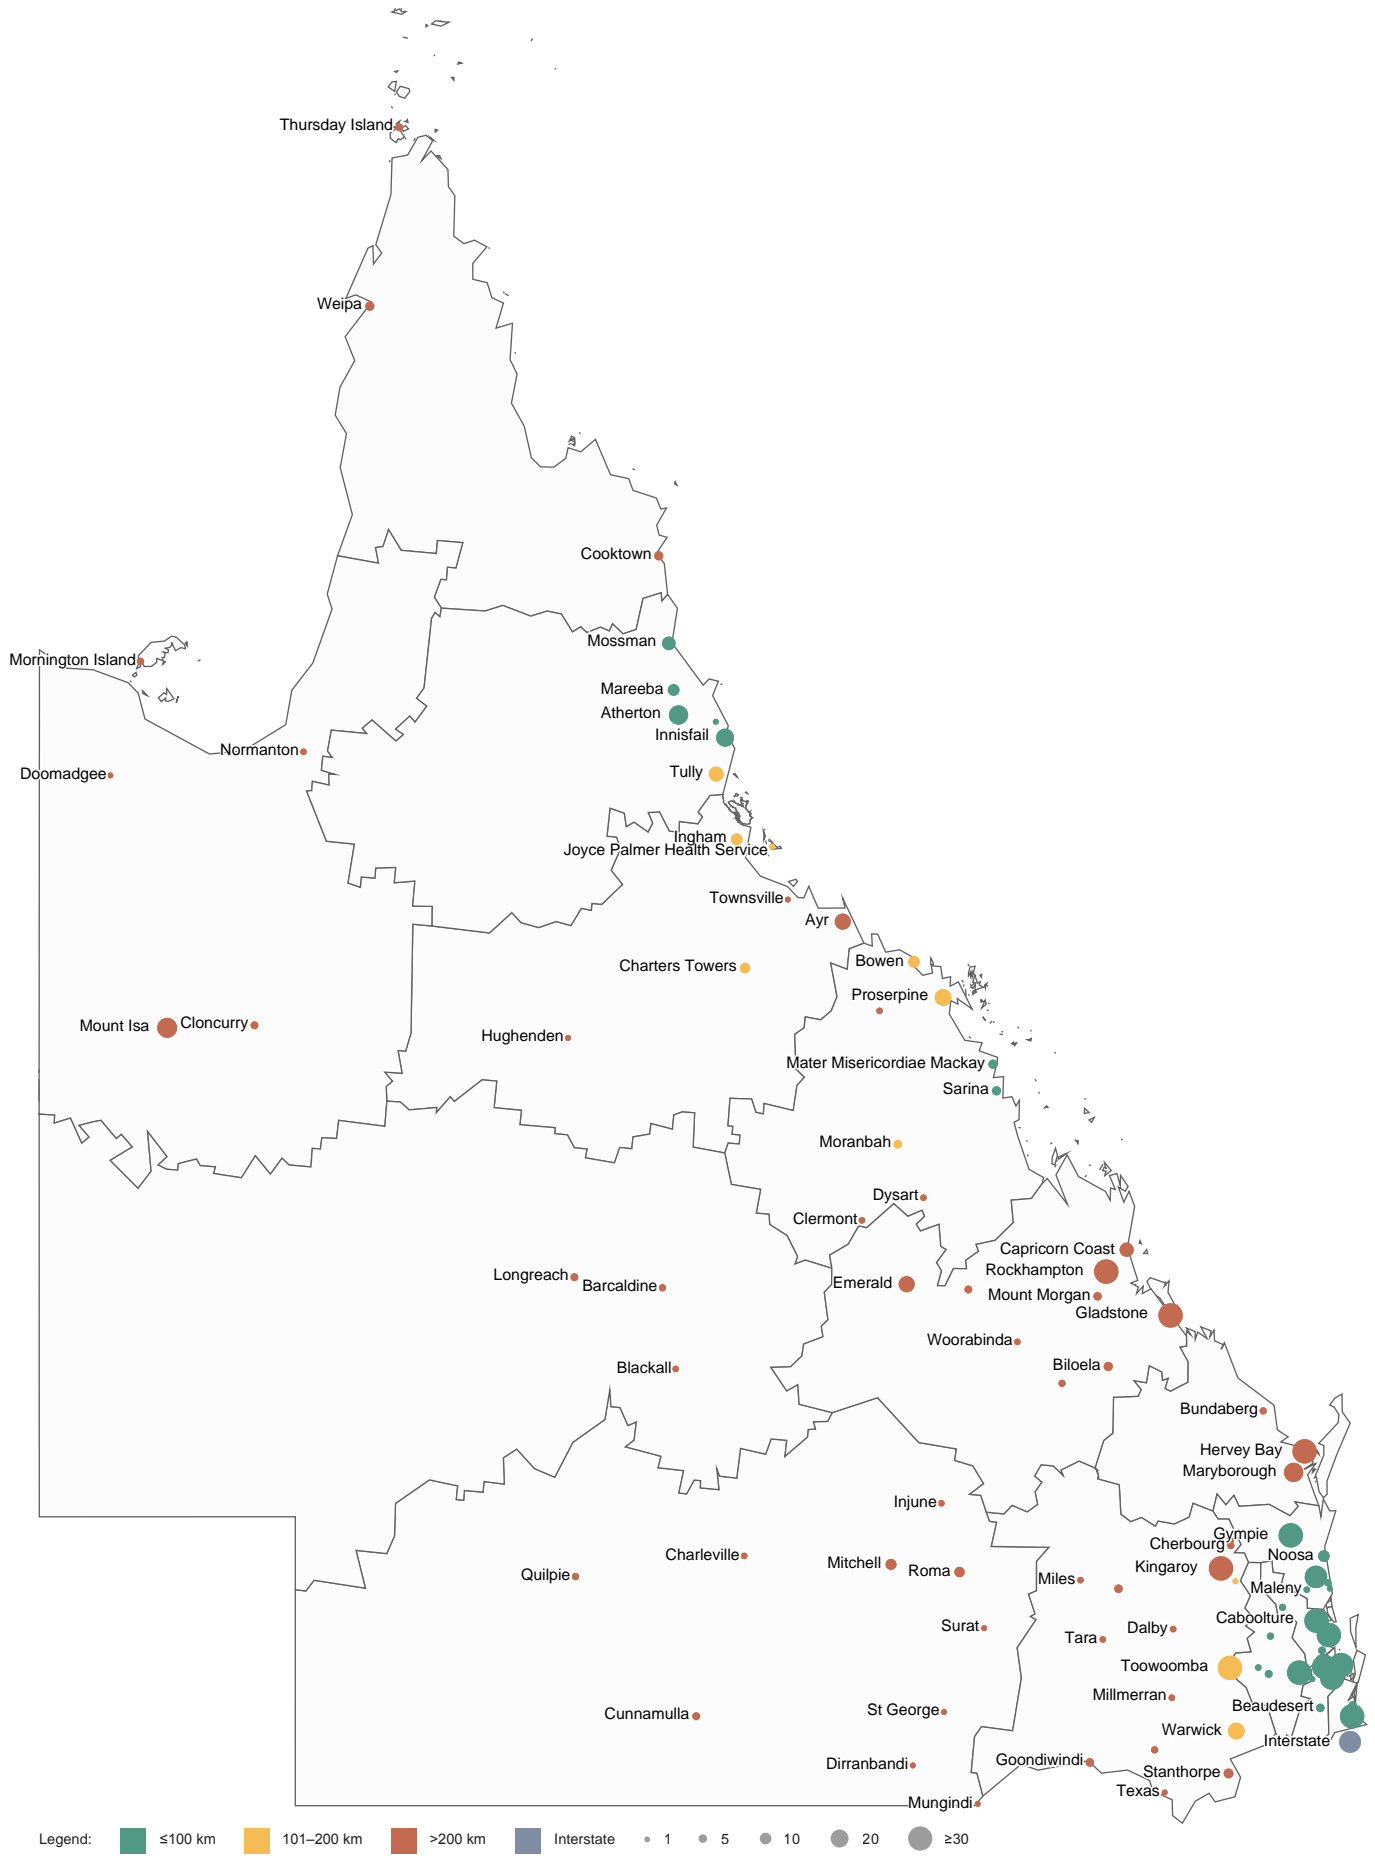 Thursday Island
Weipa
Cooktown
Mossman
Mornington Island
Mareeba
Atherton
Innisfail
Normanton
Doomadgee
Tully
Ingham
Joyce Palmer Health Service
Townsville
Ayr
Charters Towers
Bowen
Proserpine
Mount Isa
Cloncurry
Hughenden
Mater Misericordiae Mackay
Sarina
Moranbah
Dysart
Clermont
Capricorn Coast
Rockhampton
Longreach
Barcaldine
Emerald
Mount Morgan
Gladstone
Woorabinda
Biloela
Blackall
Bundaberg
Hervey Bay
Maryborough
Injune
Gympie
Cherbourg
Noosa
Charleville
Mitchell
Roma
Kingaroy
Quilpie
Miles
Maleny
Caboolture
Surat
Tara
Dalby
Toowoomba
Millmerran
Beaudesert
Cunnamulla
St George
Warwick
Interstate
Dirranbandi
Goondiwindi
Stanthorpe
Texas
Mungindi
Legend: ≤100 km 101–200 km >200 km Interstate 1 5 10 20 ≥30